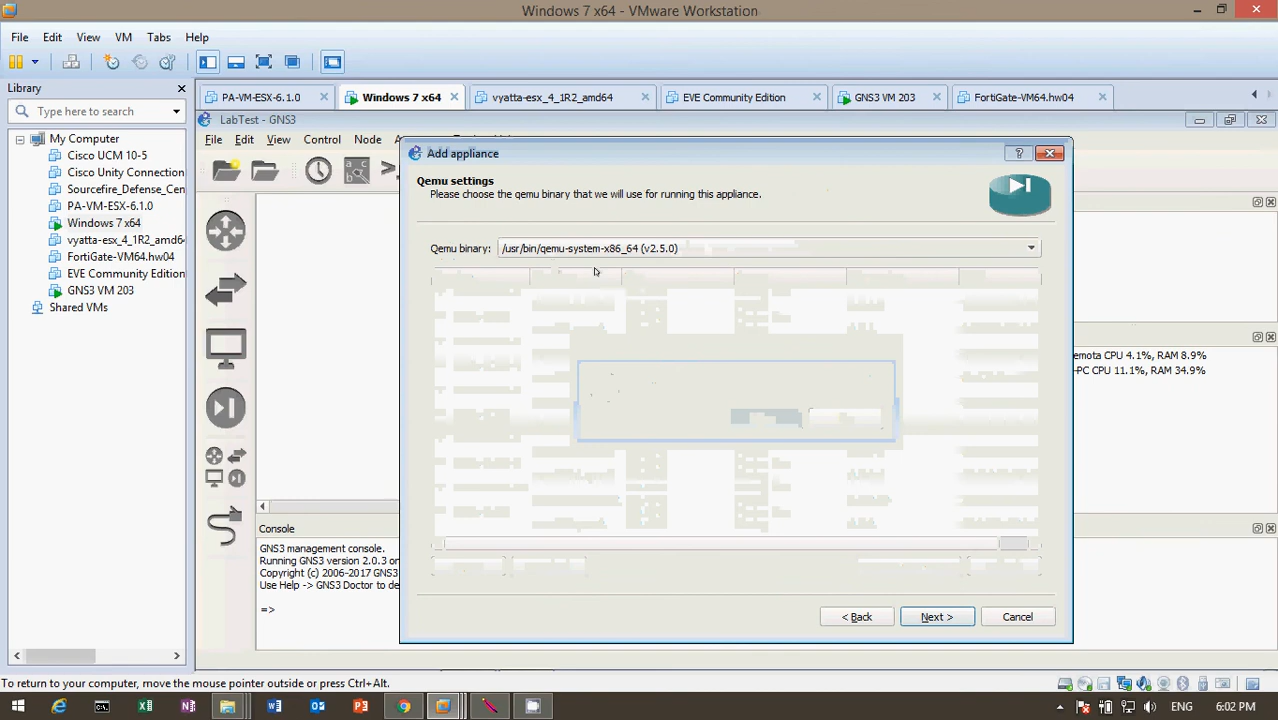 Windows 7 x64 - VMware Workstation
File Edit View VM Tabs Help
Library
Type here to search
My Computer
Cisco UCM 10-5
Cisco Unity Connection
Sourcefire_Defense_Cen
PA-VM-ESX-6.1.0
Windows 7 x64
vyatta-esx_4_1R2_amd64
FortiGate-VM64.hw04
EVE Community Edition
GNS3 VM 203
Shared VMs
PA-VM-ESX-6.1.0 Windows 7 x64 vyatta-esx_4_1R2_amd64 EVE Community Edition GNS3 VM 203 FortiGate-VM64.hw04
LabTest - GNS3
File Edit View Control Node
Add appliance
Qemu settings
Please choose the qemu binary that we will use for running this appliance.
Qemu binary: /usr/bin/qemu-system-x86_64 (v2.5.0)
< Back Next > Cancel
emota CPU 4.1%, RAM 8.9%
-PC CPU 11.1%, RAM 34.9%
Console
GNS3 management console.
Running GNS3 version 2.0.3 on
Copyright (c) 2006-2017 GNS3
Use Help -> GNS3 Doctor to de
=>
To return to your computer, move the mouse pointer outside or press Ctrl+Alt.
ENG 6:02 PM